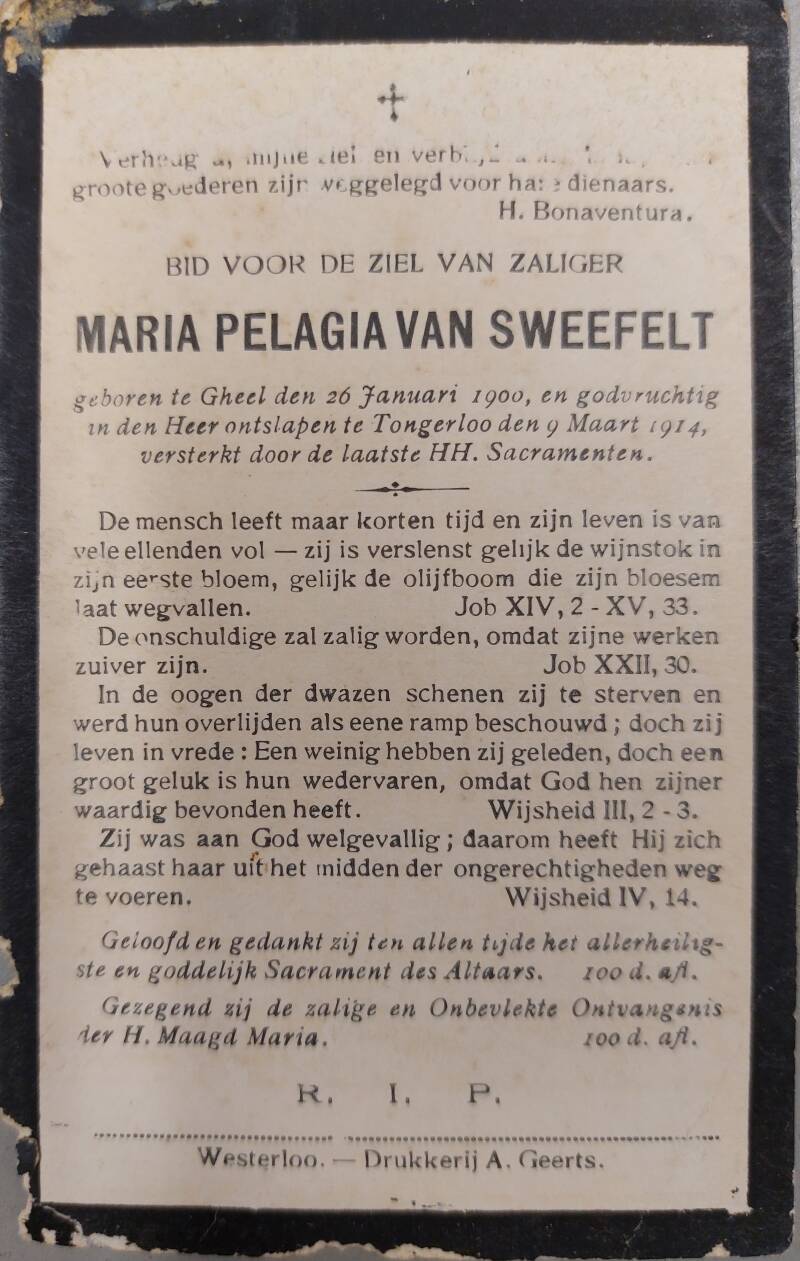 mijne ziel en
groote goederen zijn weggelegd voor hare dienaars.
H. Bonaventura.
BID VOOR DE ZIEL VAN ZALIGER
MARIA PELAGIA VAN SWEEFELT
geboren te Gheel den 26 Januari 1900, en godvruchtig
in den Heer ontslapen te Tongerloo den 9 Maart 1914,
versterkt door de laatste HH. Sacramenten.
De mensch leeft maar korten tijd en zijn leven is van
vele ellenden vol — zij is verslenst gelijk de wijnstok in
zijn eerste bloem, gelijk de olijfboom die zijn bloesem
laat wegvallen. Job XIV, 2 - XV, 33.
De onschuldige zal zalig worden, omdat zijne werken
zuiver zijn. Job XXII, 30.
In de oogen der dwazen schenen zij te sterven en
werd hun overlijden als eene ramp beschouwd ; doch zij
leven in vrede : Een weinig hebben zij geleden, doch een
groot geluk is hun wedervaren, omdat God hen zijner
waardig bevonden heeft. Wijsheid III, 2 - 3.
Zij was aan God welgevallig ; daarom heeft Hij zich
gehaast haar uit het midden der ongerechtigheden weg
te voeren. Wijsheid IV, 14.
Geloofd en gedankt zij ten allen tijde het allerheilig-
ste en goddelijk Sacrament des Altaars. 100 d. afl.
Gezegend zij de zalige en Onbevlekte Ontvangenis
der H. Maagd Maria. 100 d. afl.
R. I. P.
Westerloo. — Drukkerij A. Geerts.